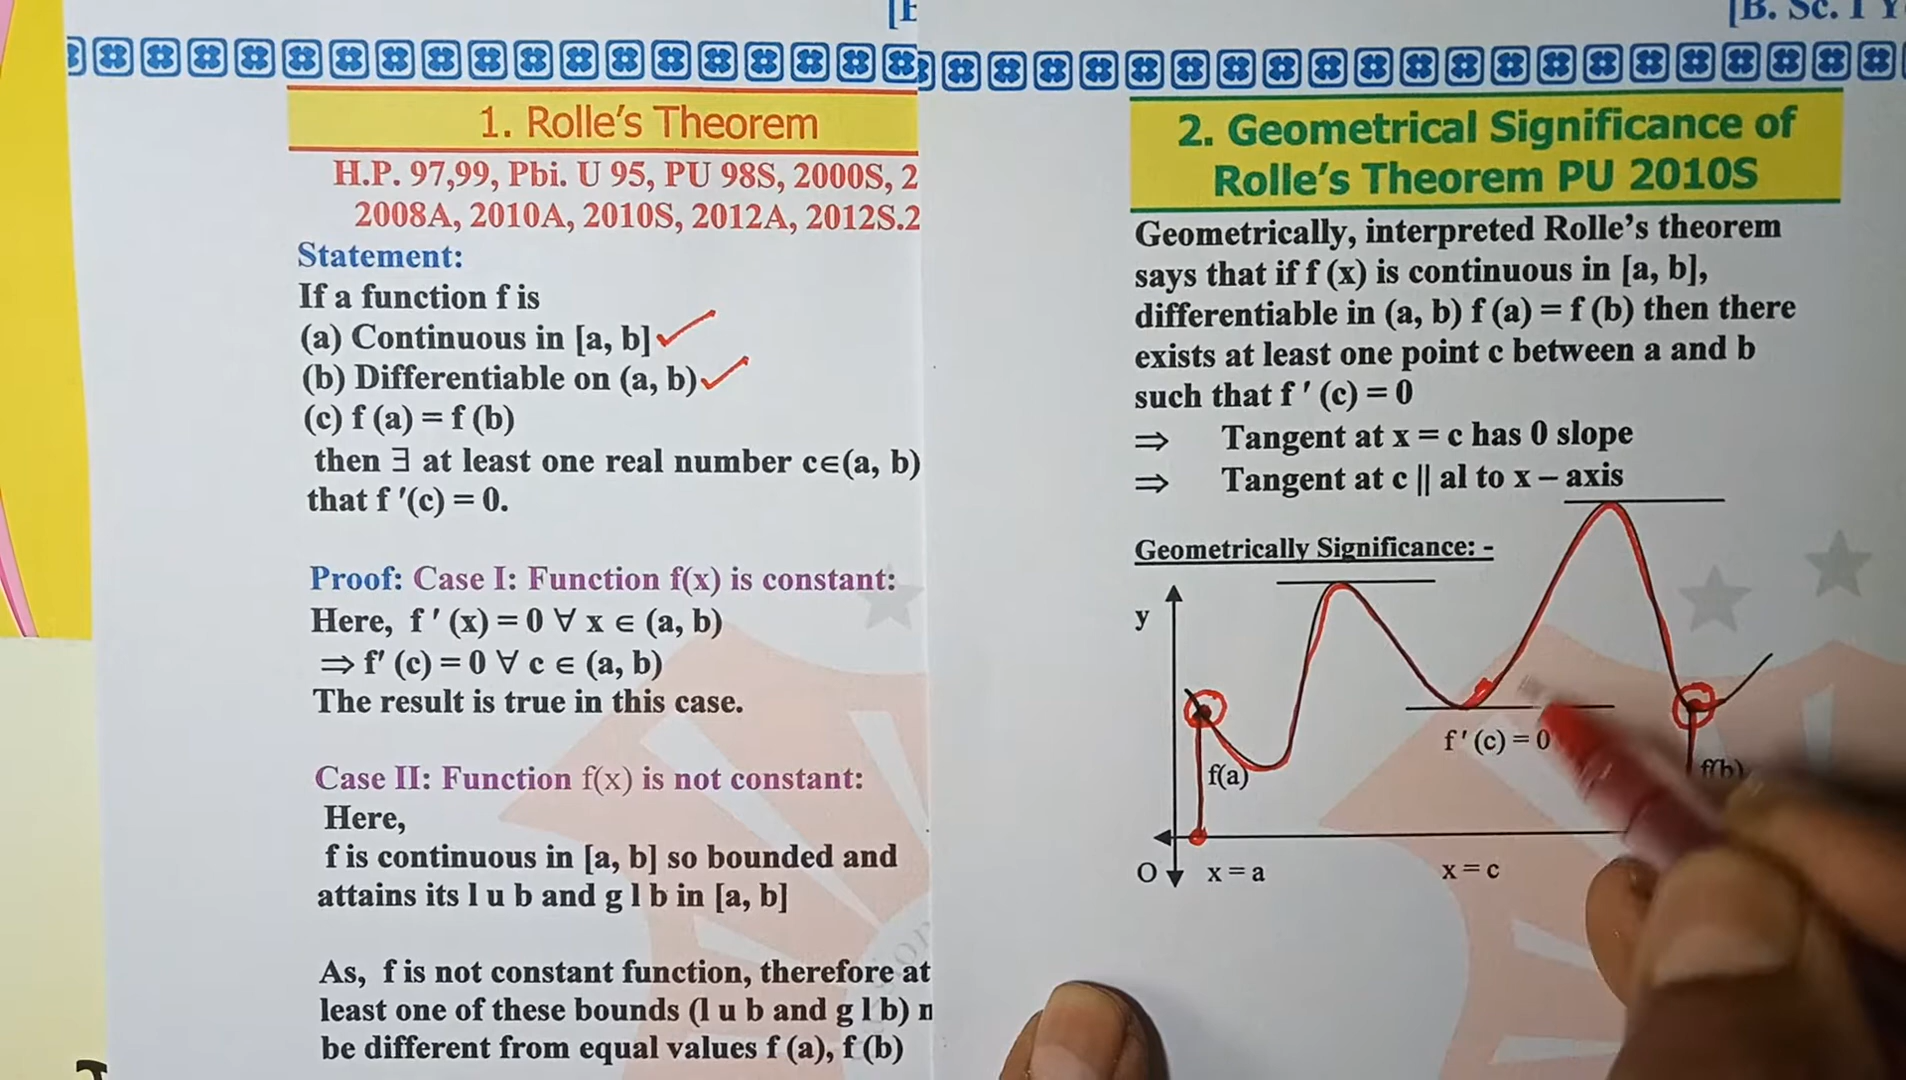 [B. Sc. I Y
1. Rolle's Theorem
H.P. 97,99, Pbi. U 95, PU 98S, 2000S, 2
2008A, 2010A, 2010S, 2012A, 2012S.2
Statement:
If a function f is
(a) Continuous in [a, b]
(b) Differentiable on (a, b)
(c) f (a) = f (b)
then ∃ at least one real number c∈(a, b)
that f ′(c) = 0.
Proof: Case I: Function f(x) is constant:
Here, f ′ (x) = 0 ∀ x ∈ (a, b)
⇒ f′ (c) = 0 ∀ c ∈ (a, b)
The result is true in this case.
Case II: Function f(x) is not constant:
Here,
f is continuous in [a, b] so bounded and
attains its l u b and g l b in [a, b]
As, f is not constant function, therefore at
least one of these bounds (l u b and g l b)
be different from equal values f (a), f (b)
2. Geometrical Significance of
Rolle's Theorem PU 2010S
Geometrically, interpreted Rolle's theorem
says that if f (x) is continuous in [a, b],
differentiable in (a, b) f (a) = f (b) then there
exists at least one point c between a and b
such that f ′ (c) = 0
⇒ Tangent at x = c has 0 slope
⇒ Tangent at c || al to x – axis
Geometrically Significance: -
y
f ′ (c) = 0
f(a)
f(b)
O
x = a
x = c